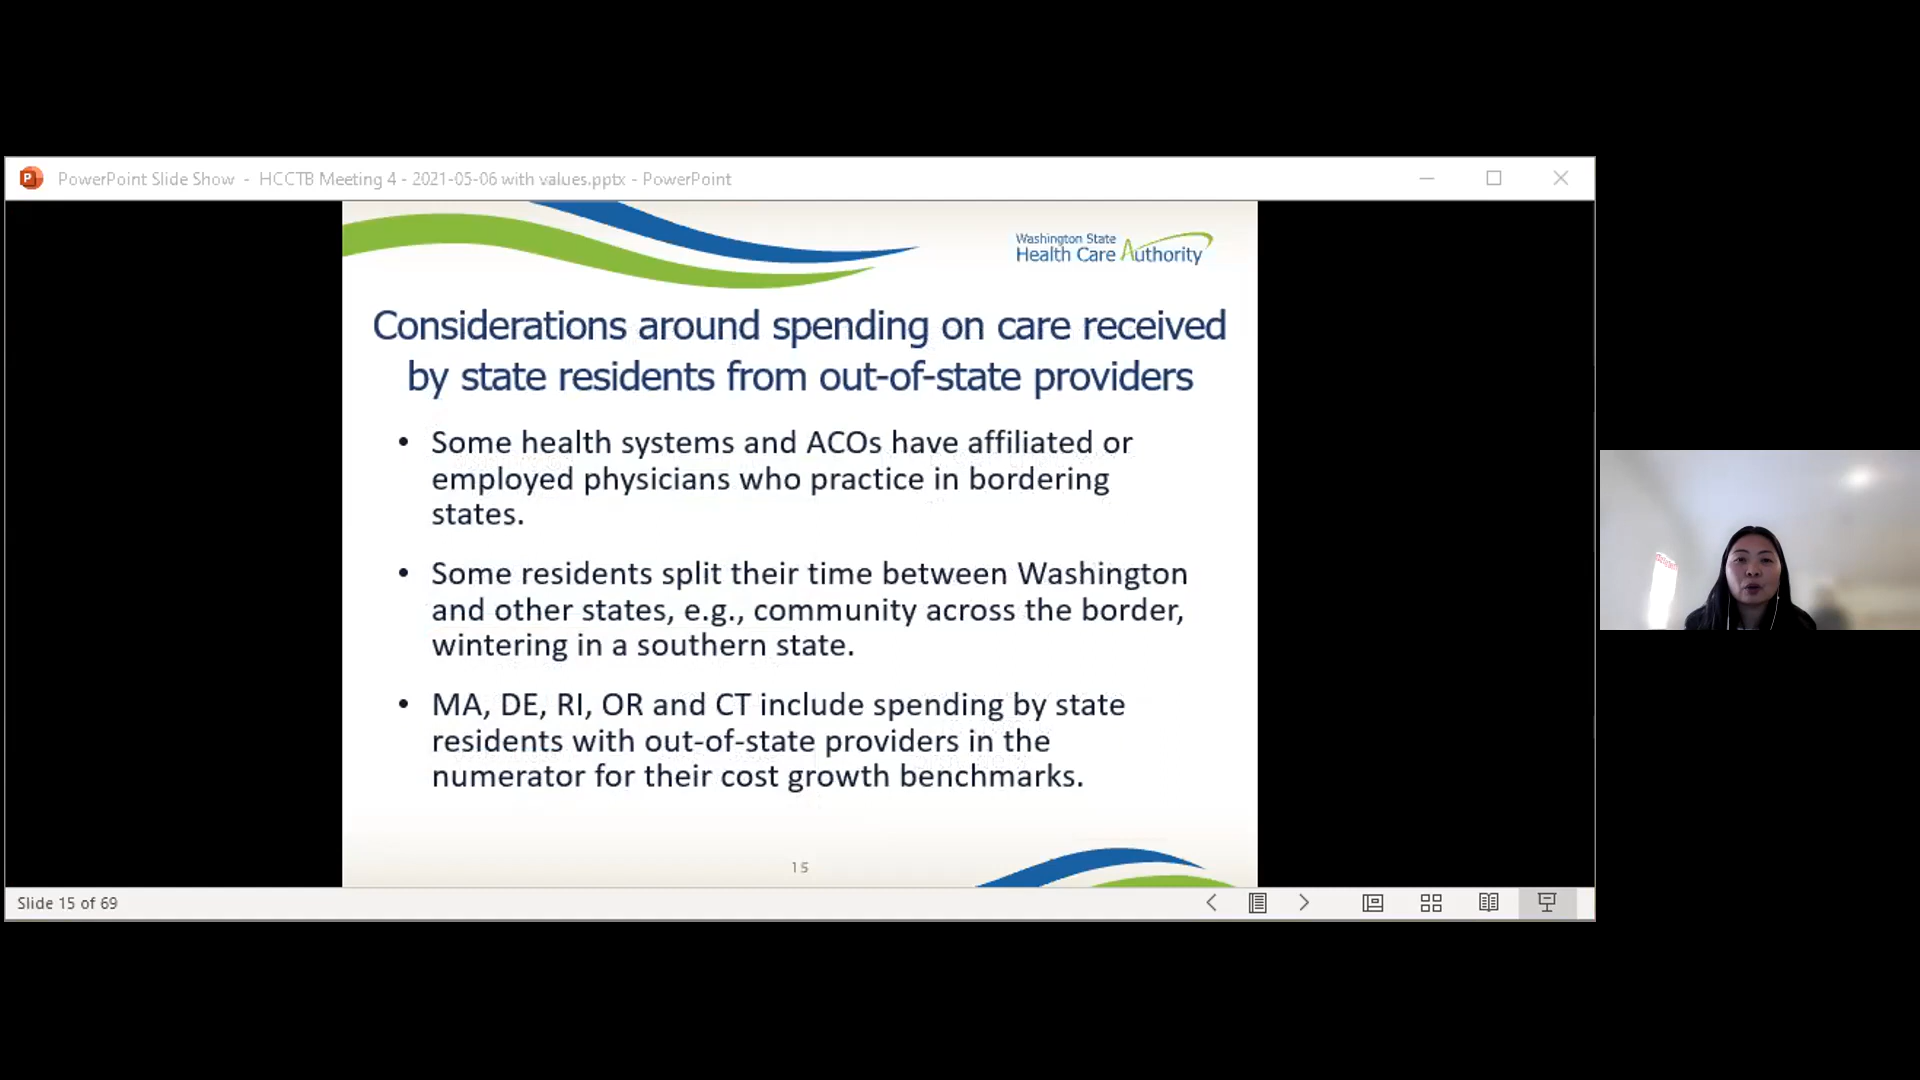 PowerPoint Slide Show - HCCTB Meeting 4 - 2021-05-06 with values.pptx - PowerPoint
Washington State
Health Care Authority
Considerations around spending on care received
by state residents from out-of-state providers
• Some health systems and ACOs have affiliated or
employed physicians who practice in bordering
states.
• Some residents split their time between Washington
and other states, e.g., community across the border,
wintering in a southern state.
• MA, DE, RI, OR and CT include spending by state
residents with out-of-state providers in the
numerator for their cost growth benchmarks.
15
Slide 15 of 69